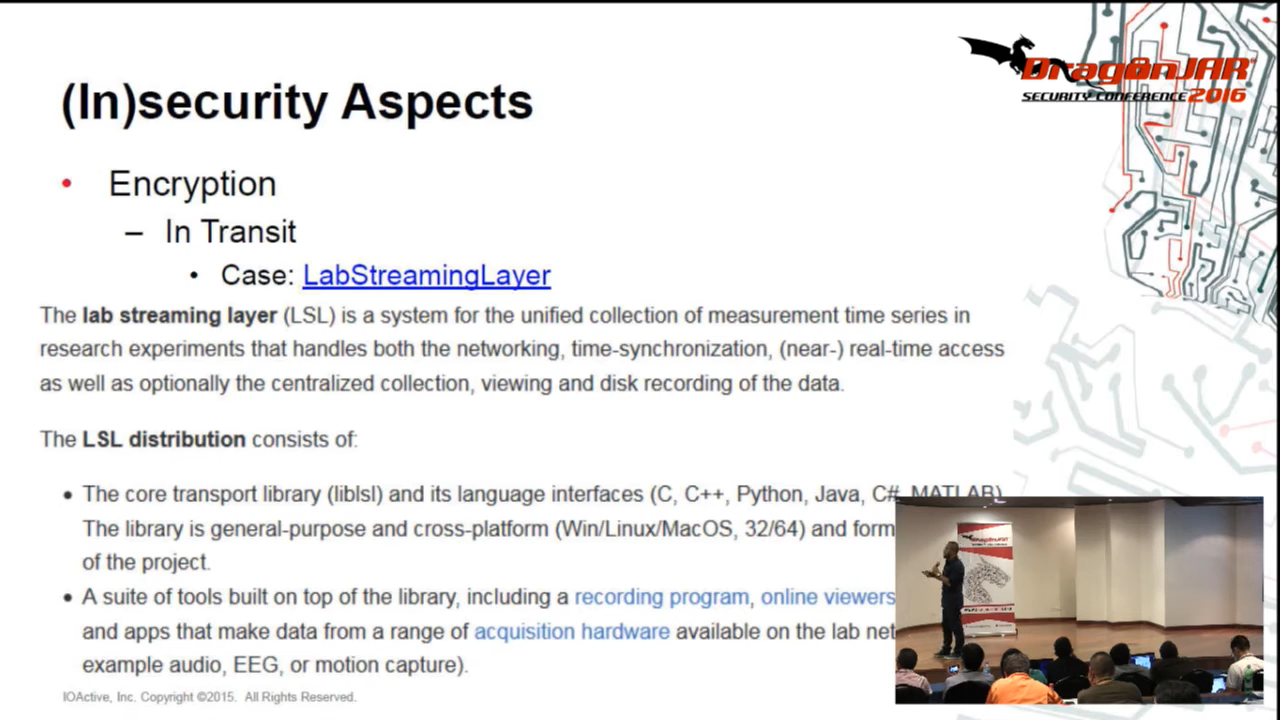 DragonJAR
SECURITY CONFERENCE 2016
(In)security Aspects
• Encryption
– In Transit
• Case: LabStreamingLayer
The lab streaming layer (LSL) is a system for the unified collection of measurement time series in
research experiments that handles both the networking, time-synchronization, (near-) real-time access
as well as optionally the centralized collection, viewing and disk recording of the data.
The LSL distribution consists of:
• The core transport library (liblsl) and its language interfaces (C, C++, Python, Java, C#, MATLAB).
The library is general-purpose and cross-platform (Win/Linux/MacOS, 32/64) and form
of the project.
• A suite of tools built on top of the library, including a recording program, online viewers
and apps that make data from a range of acquisition hardware available on the lab net
example audio, EEG, or motion capture).
IOActive, Inc. Copyright ©2015. All Rights Reserved.
DragonJAR